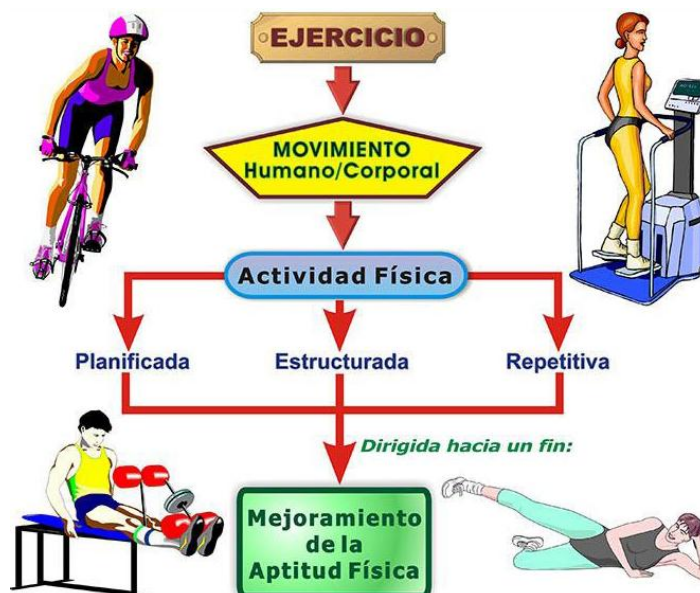 EJERCICIO
MOVIMIENTO
Humano/Corporal
Actividad Física
Planificada
Estructurada
Repetitiva
Dirigida hacia un fin:
Mejoramiento
de la
Aptitud Física